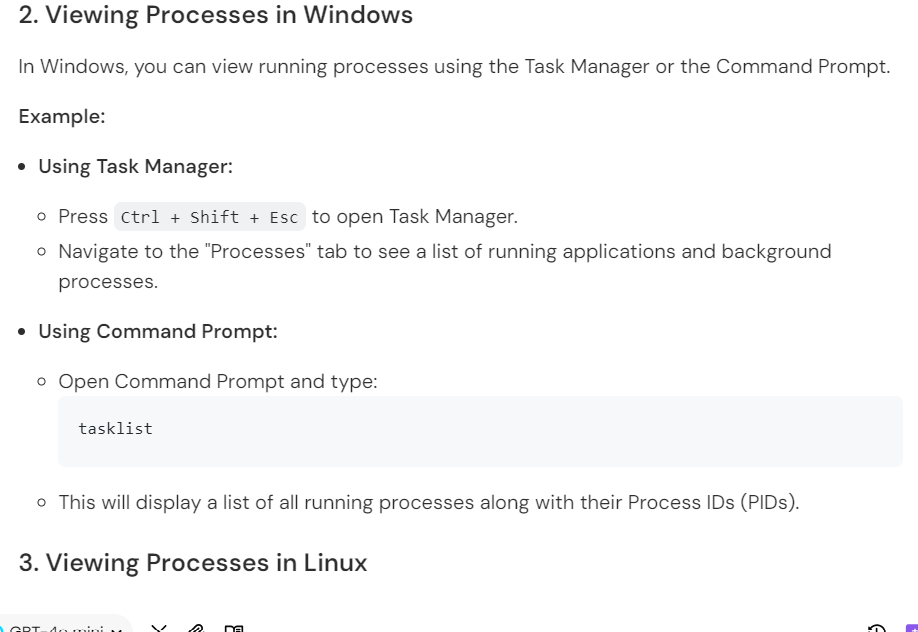 2. Viewing Processes in Windows
In Windows, you can view running processes using the Task Manager or the Command Prompt.
Example:
Using Task Manager:
Press Ctrl + Shift + Esc to open Task Manager.
Navigate to the "Processes" tab to see a list of running applications and background
processes.
Using Command Prompt:
Open Command Prompt and type:
tasklist
This will display a list of all running processes along with their Process IDs (PIDs).
3. Viewing Processes in Linux
GPT-4o mini